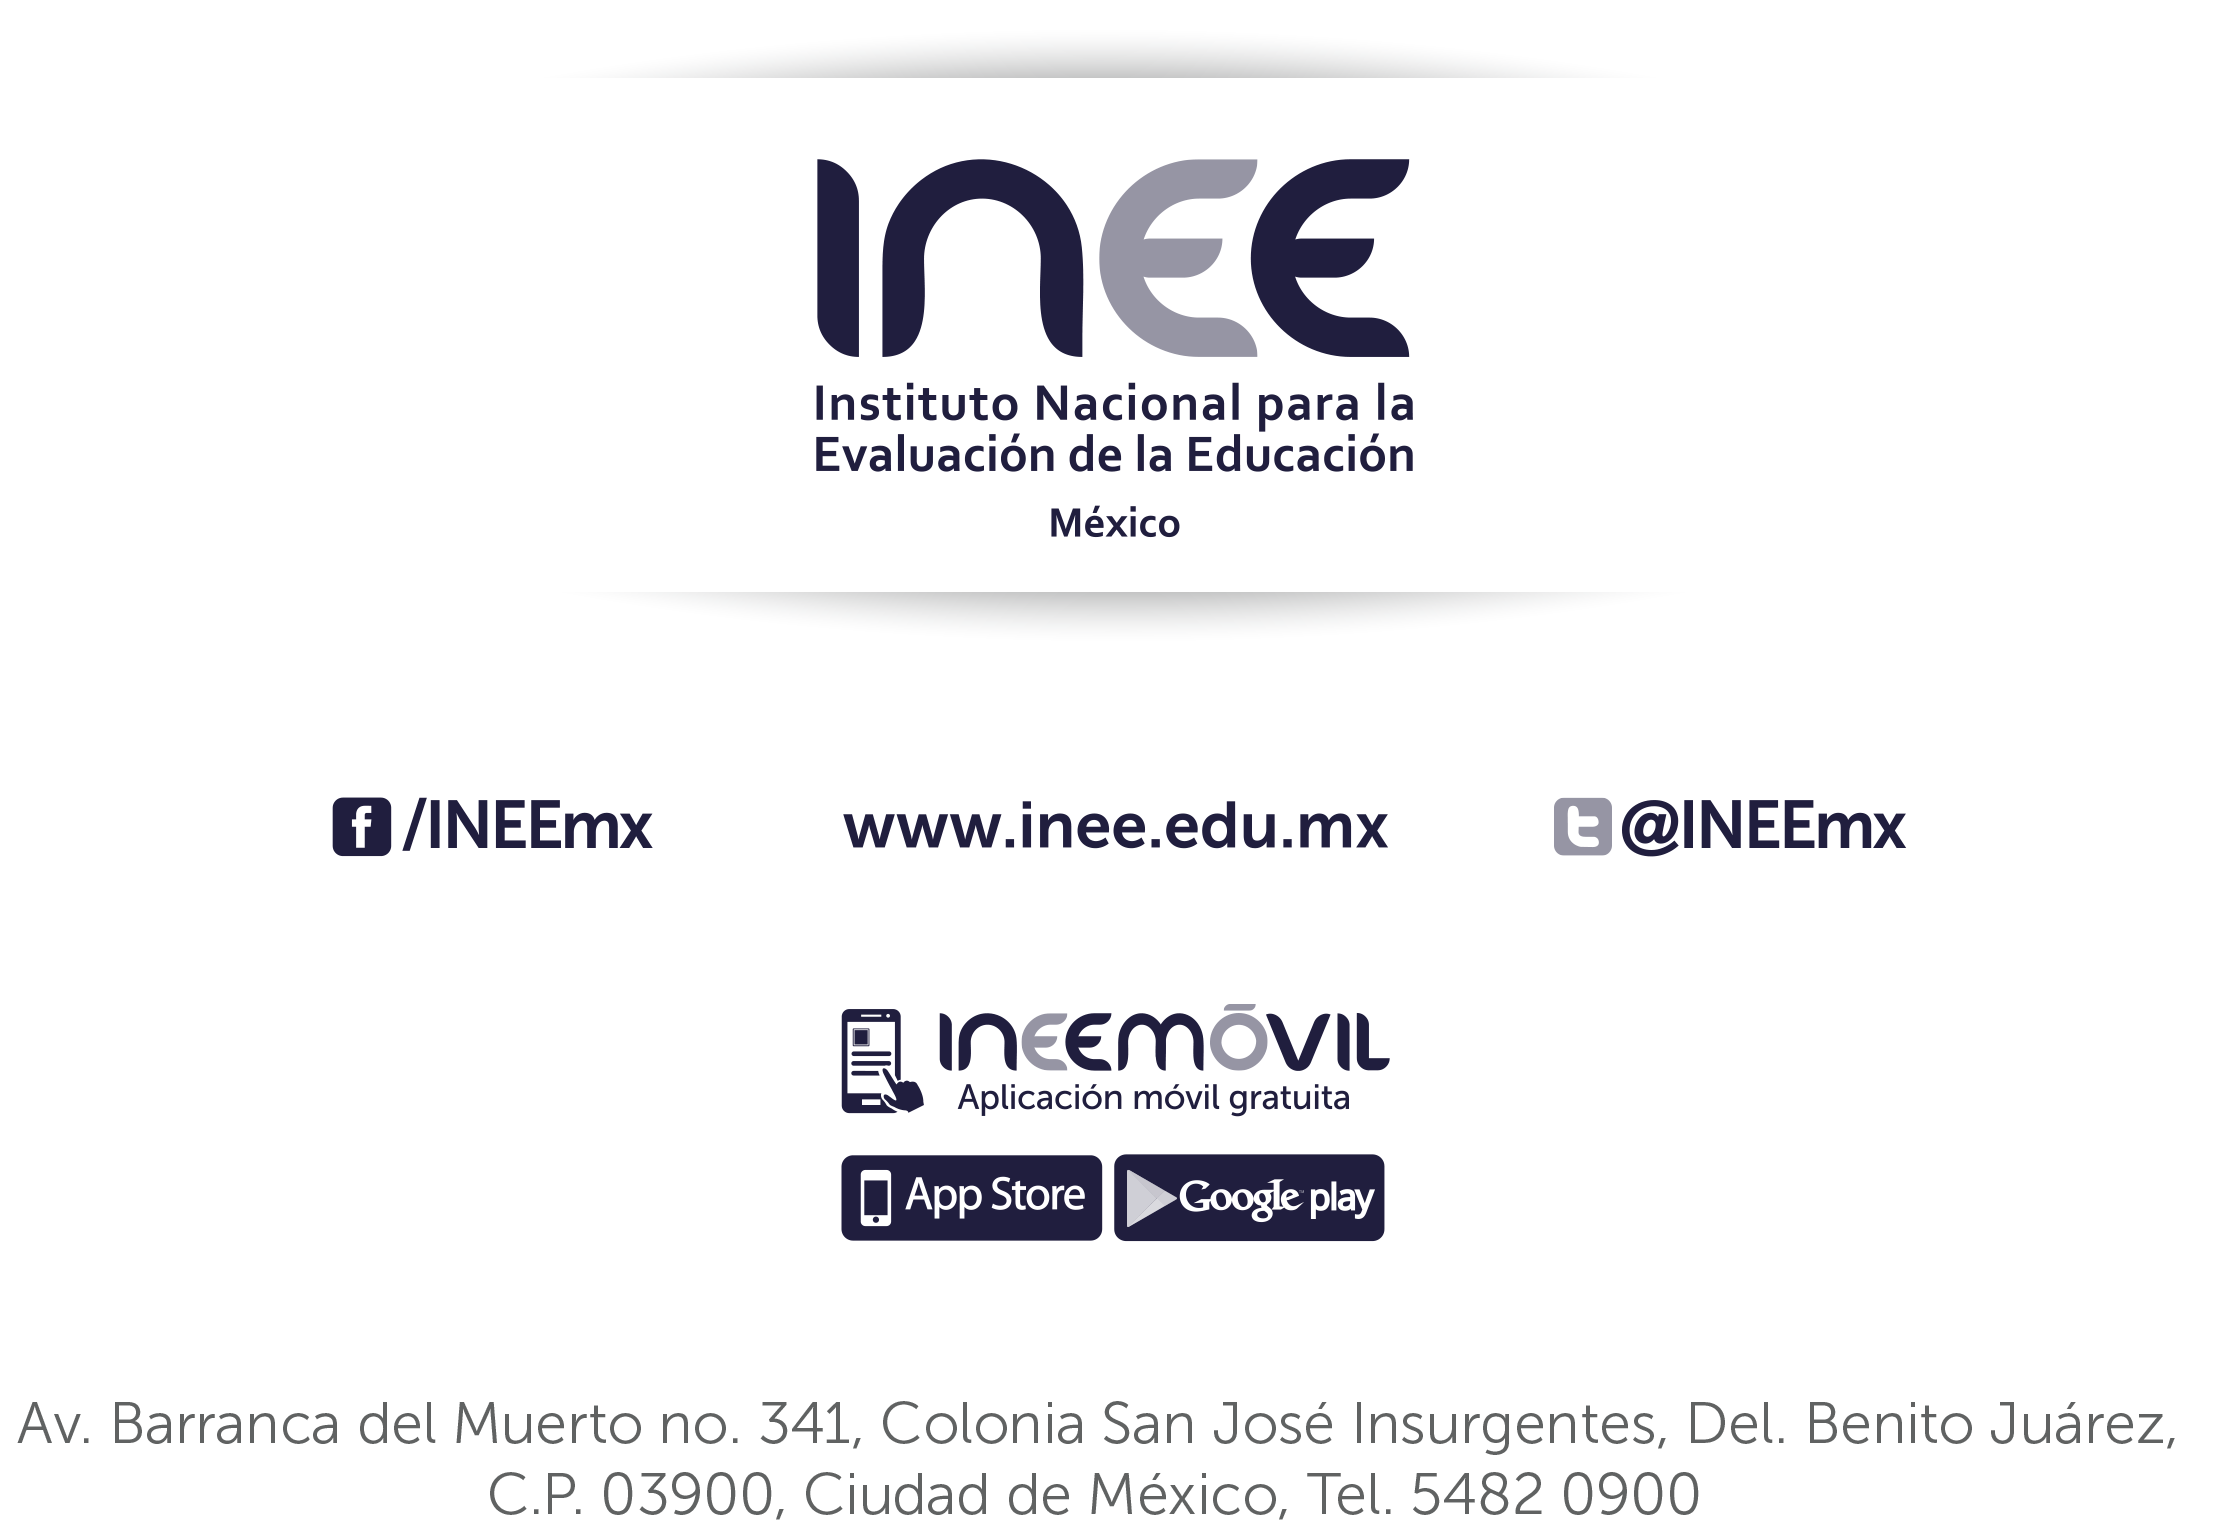 INEE
Instituto Nacional para la
Evaluación de la Educación
México
f /INEEmx
www.inee.edu.mx
t @INEEmx
INEEMŌVIL
Aplicación móvil gratuita
App Store
Google play
Av. Barranca del Muerto no. 341, Colonia San José Insurgentes, Del. Benito Juárez,
C.P. 03900, Ciudad de México, Tel. 5482 0900